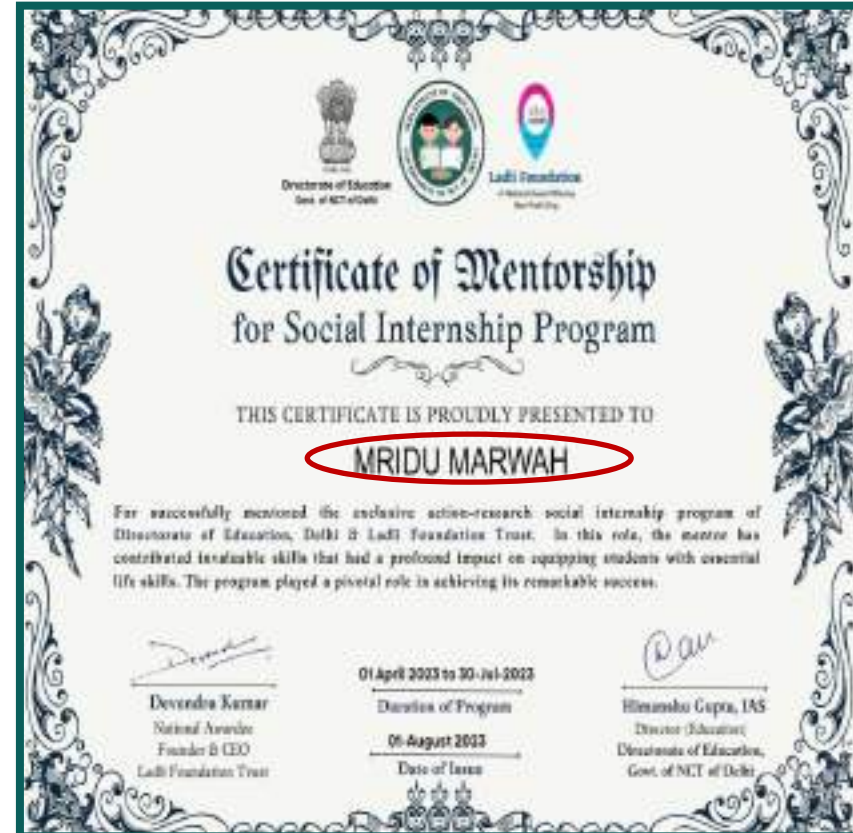 Directorate of Education
Govt. of NCT of Delhi
Ladli Foundation
Certificate of Mentorship
for Social Internship Program
THIS CERTIFICATE IS PROUDLY PRESENTED TO
MRIDU MARWAH
For successfully mentored the exclusive action-research social internship program of
Directorate of Education, Delhi & Ladli Foundation Trust. In this role, the mentor has
contributed invaluable skills that had a profound impact on equipping students with essential
life skills. The program played a pivotal role in achieving its remarkable success.
01 April 2023 to 30-Jul-2023
Devendra Kumar
Duration of Program
Himanshu Gupta, IAS
National Awardee
Director (Education)
Founder & CEO
01-August 2023
Directorate of Education,
Ladli Foundation Trust
Date of Issue
Govt. of NCT of Delhi